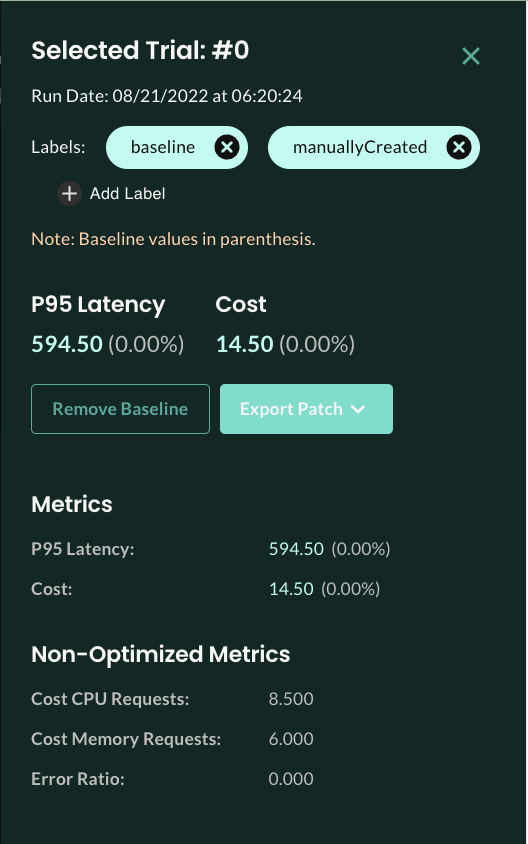 Selected Trial: #0
Run Date: 08/21/2022 at 06:20:24
Labels: baseline manuallyCreated
Add Label
Note: Baseline values in parenthesis.
P95 Latency Cost
594.50 (0.00%) 14.50 (0.00%)
Remove Baseline Export Patch
Metrics
P95 Latency: 594.50 (0.00%)
Cost: 14.50 (0.00%)
Non-Optimized Metrics
Cost CPU Requests: 8.500
Cost Memory Requests: 6.000
Error Ratio: 0.000